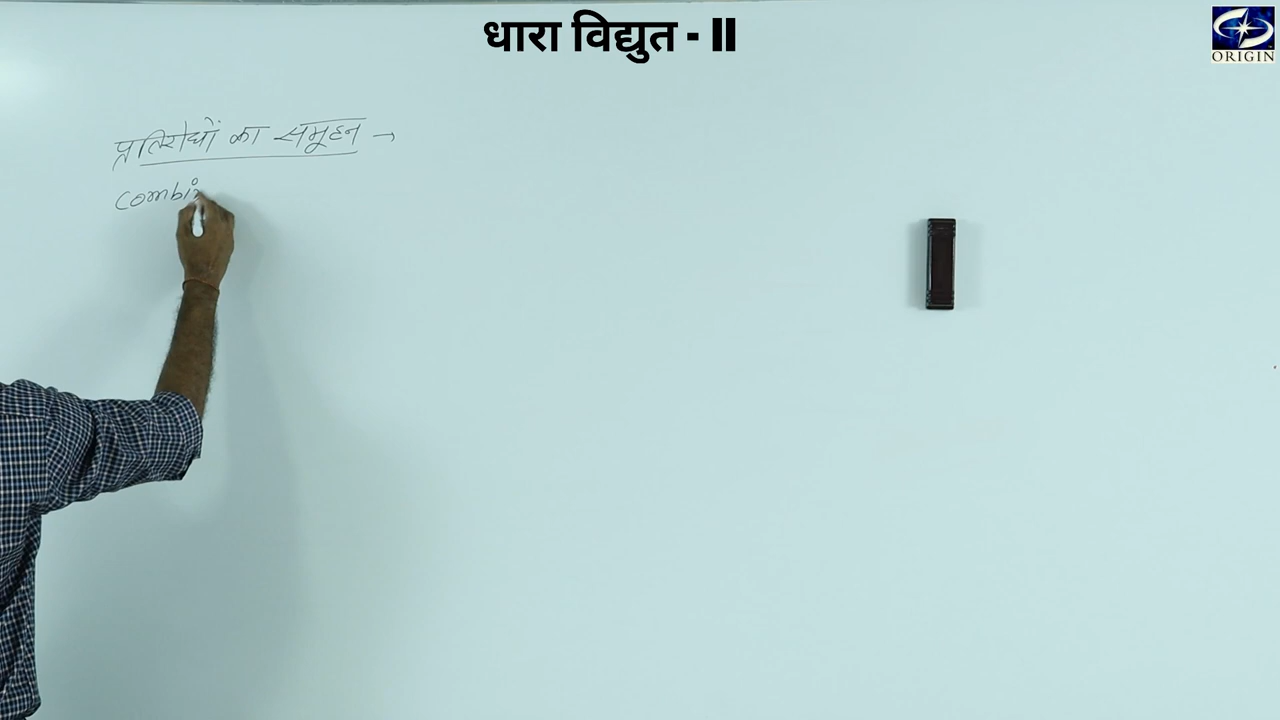 धारा विद्युत - II
ORIGIN
प्रतिरोधों का समूहन →
combi